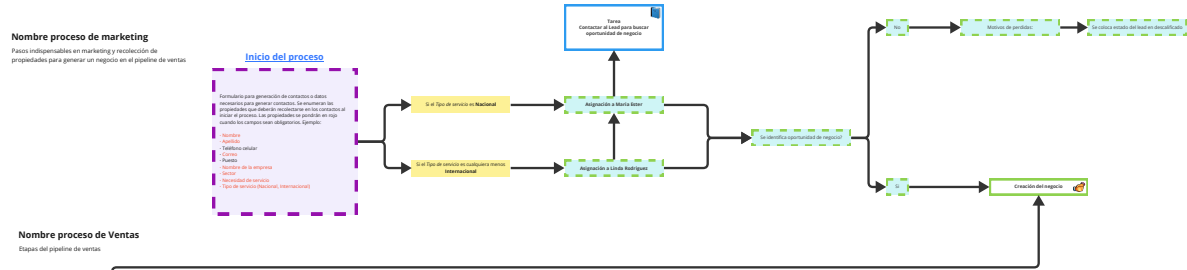 Nombre proceso de marketing
Pasos indispensables en marketing y recolección de
propiedades para generar un negocio en el pipeline de ventas
Inicio del proceso
Formulario para generación de contactos o datos
necesarios para generar contactos. Se enumeran las
propiedades que deberán recolectarse en los contactos al
iniciar el proceso. Las propiedades se pondrán en rojo
cuando los campos sean obligatorios. Ejemplo:
- Nombre
- Apellido
- Teléfono celular
- Correo
- Puesto
- Nombre de la empresa
- Sector
- Necesidad de servicio
- Tipo de servicio (Nacional, Internacional)
Si el Tipo de servicio es Nacional
Si el Tipo de servicio es cualquiera menos
Internacional
Tarea
Contactar al Lead para buscar
oportunidad de negocio
Asignación a María Ester
Asignación a Linda Rodriguez
Se identifica oportunidad de negocio?
No
Motivos de perdidas:
Se coloca estado del lead en descalificado
Si
Creación del negocio
Nombre proceso de Ventas
Etapas del pipeline de ventas